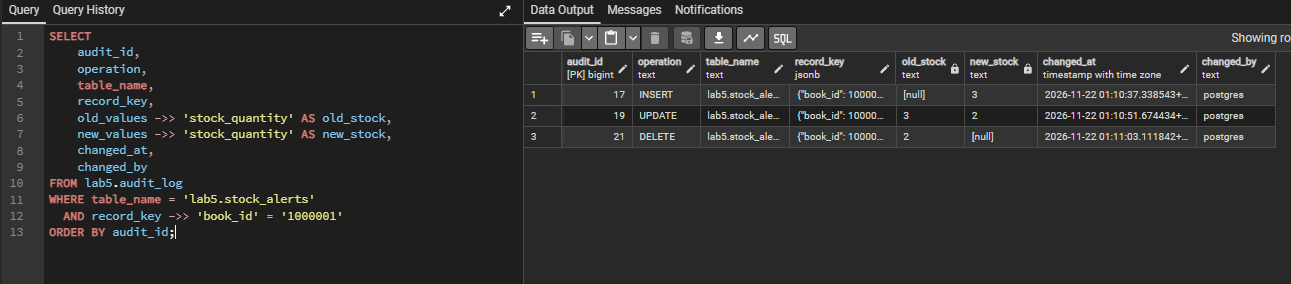 Query Query History
1 SELECT
2 audit_id,
3 operation,
4 table_name,
5 record_key,
6 old_values ->> 'stock_quantity' AS old_stock,
7 new_values ->> 'stock_quantity' AS new_stock,
8 changed_at,
9 changed_by
10 FROM lab5.audit_log
11 WHERE table_name = 'lab5.stock_alerts'
12 AND record_key ->> 'book_id' = '1000001'
13 ORDER BY audit_id;
Data Output Messages Notifications
SQL Showing ro
audit_id operation table_name record_key old_stock new_stock changed_at changed_by
[PK] bigint text text jsonb text text timestamp with time zone text
1 17 INSERT lab5.stock_ale... {"book_id": 10000... [null] 3 2026-11-22 01:10:37.338543+... postgres
2 19 UPDATE lab5.stock_ale... {"book_id": 10000... 3 2 2026-11-22 01:10:51.674434+... postgres
3 21 DELETE lab5.stock_ale... {"book_id": 10000... 2 [null] 2026-11-22 01:11:03.111842+... postgres